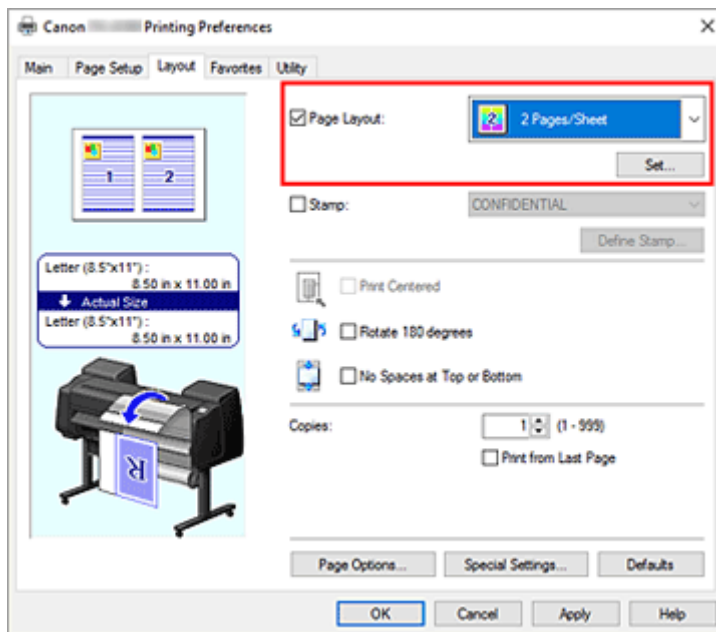 Canon Printing Preferences
Main Page Setup Layout Favorites Utility
Page Layout: 2 2 Pages/Sheet
Set...
1 2
Stamp: CONFIDENTIAL
Define Stamp...
Letter (8.5"x11") :
8.50 in x 11.00 in
Actual Size
Letter (8.5"x11") :
8.50 in x 11.00 in
Print Centered
Rotate 180 degrees
No Spaces at Top or Bottom
R
Copies: 1 (1 - 999)
Print from Last Page
Page Options... Special Settings... Defaults
OK Cancel Apply Help